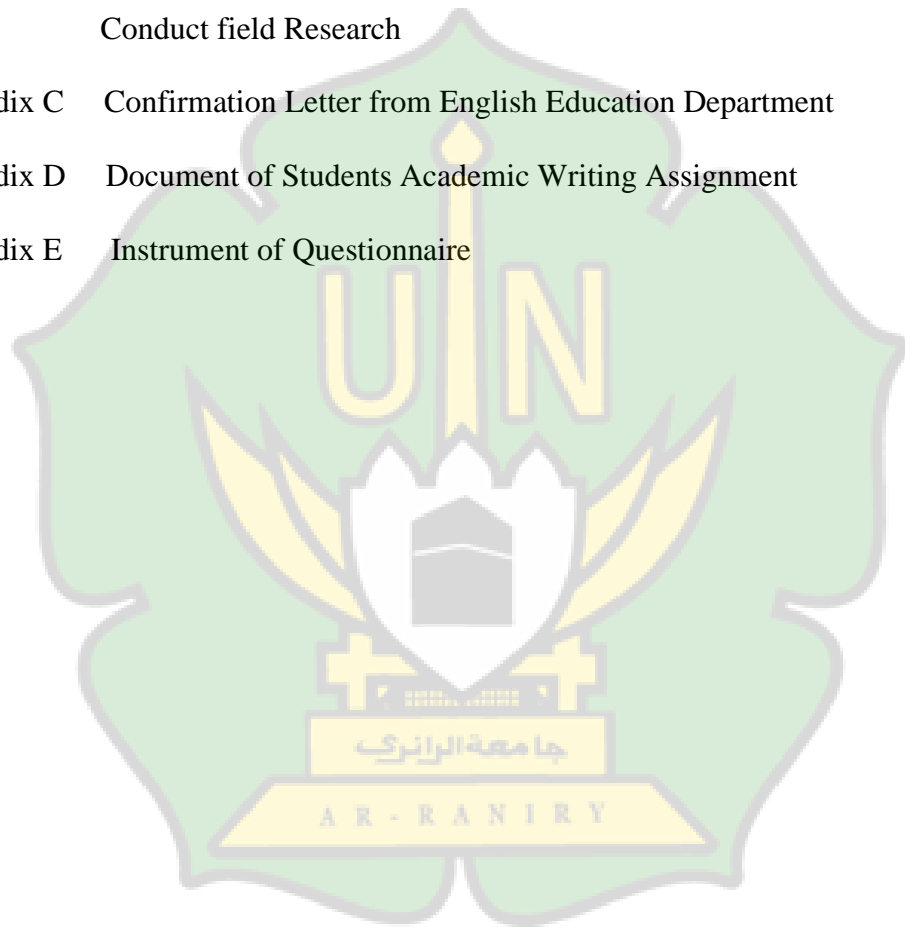 Conduct field Research
dix C Confirmation Letter from English Education Department
dix D Document of Students Academic Writing Assignment
dix E Instrument of Questionnaire
UIN
جامعة الرانري
AR-RANIRY